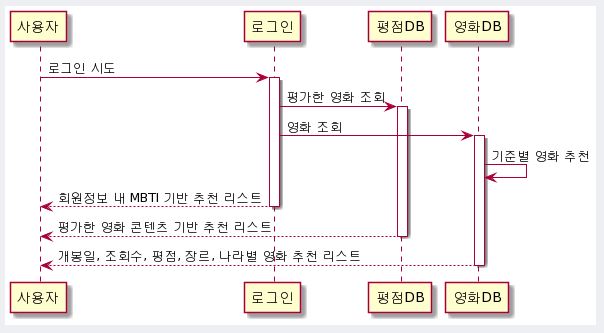 사용자 로그인 평점DB 영화DB
로그인 시도
평가한 영화 조회
영화 조회
기준별 영화 추천
회원정보 내 MBTI 기반 추천 리스트
평가한 영화 콘텐츠 기반 추천 리스트
개봉일, 조회수, 평점, 장르, 나라별 영화 추천 리스트
사용자 로그인 평점DB 영화DB